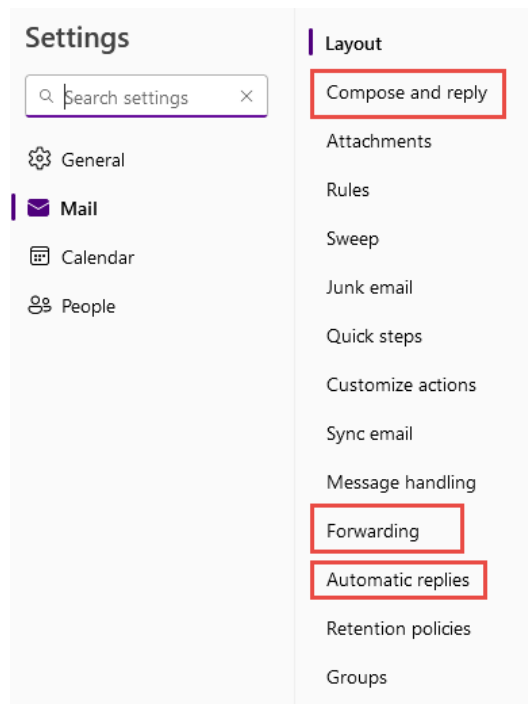 Settings
Search settings
General
Mail
Calendar
People
Layout
Compose and reply
Attachments
Rules
Sweep
Junk email
Quick steps
Customize actions
Sync email
Message handling
Forwarding
Automatic replies
Retention policies
Groups